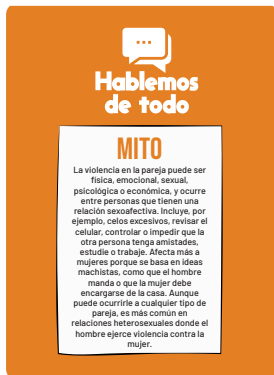 Hablemos
de todo
MITO
La violencia en la pareja puede ser
física, emocional, sexual,
psicológica o económica, y ocurre
entre personas que tienen una
relación sexoafectiva. Incluye, por
ejemplo, celos excesivos, revisar el
celular, controlar o impedir que la
otra persona tenga amistades,
estudie o trabaje. Afecta más a
mujeres porque se basa en ideas
machistas, como que el hombre
manda o que la mujer debe
encargarse de la casa. Aunque
puede ocurrirle a cualquier tipo de
pareja, es más común en
relaciones heterosexuales donde el
hombre ejerce violencia contra la
mujer.